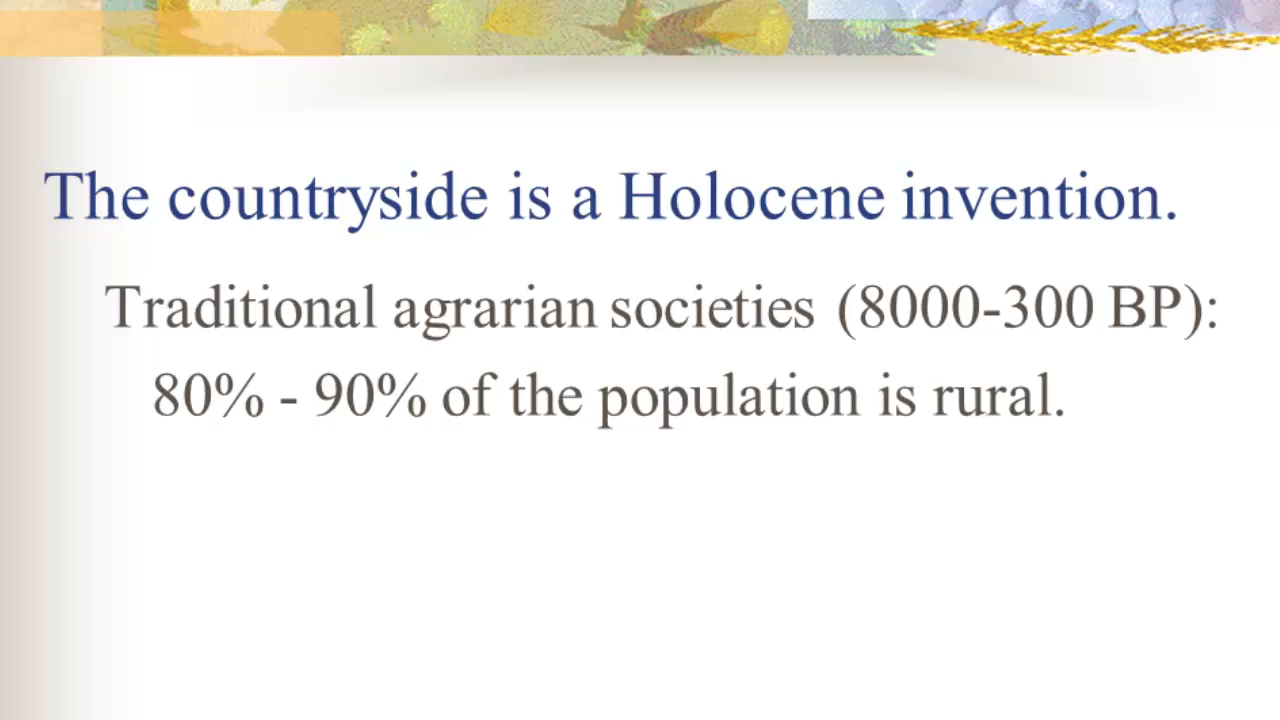 The countryside is a Holocene invention.
Traditional agrarian societies (8000-300 BP):
80% - 90% of the population is rural.